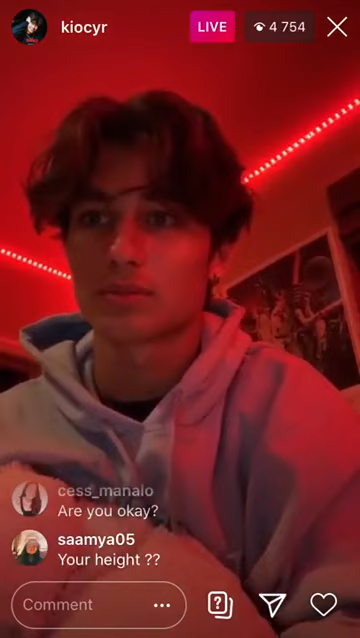 kiocyr
LIVE
4 754
cess_manalo
Are you okay?
saamya05
Your height ??
Comment